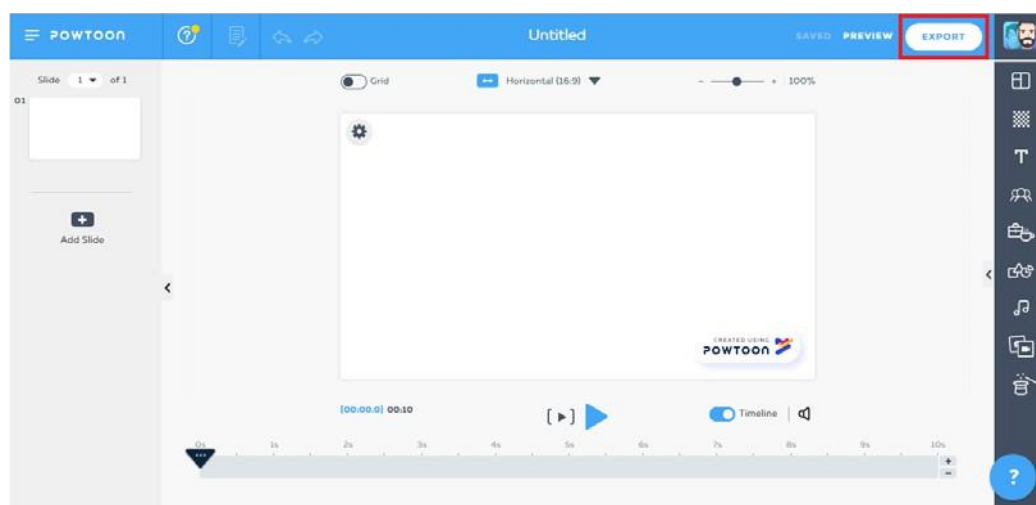 POWTOON
Untitled
SAVED PREVIEW EXPORT
Slide 1 of 1
Grid
Horizontal (16:9)
- + 100%
01
Add Slide
CREATED USING
POWTOON
[00:00.0] 00:10
Timeline
0s 1s 2s 3s 4s 5s 6s 7s 8s 9s 10s
+
-
?